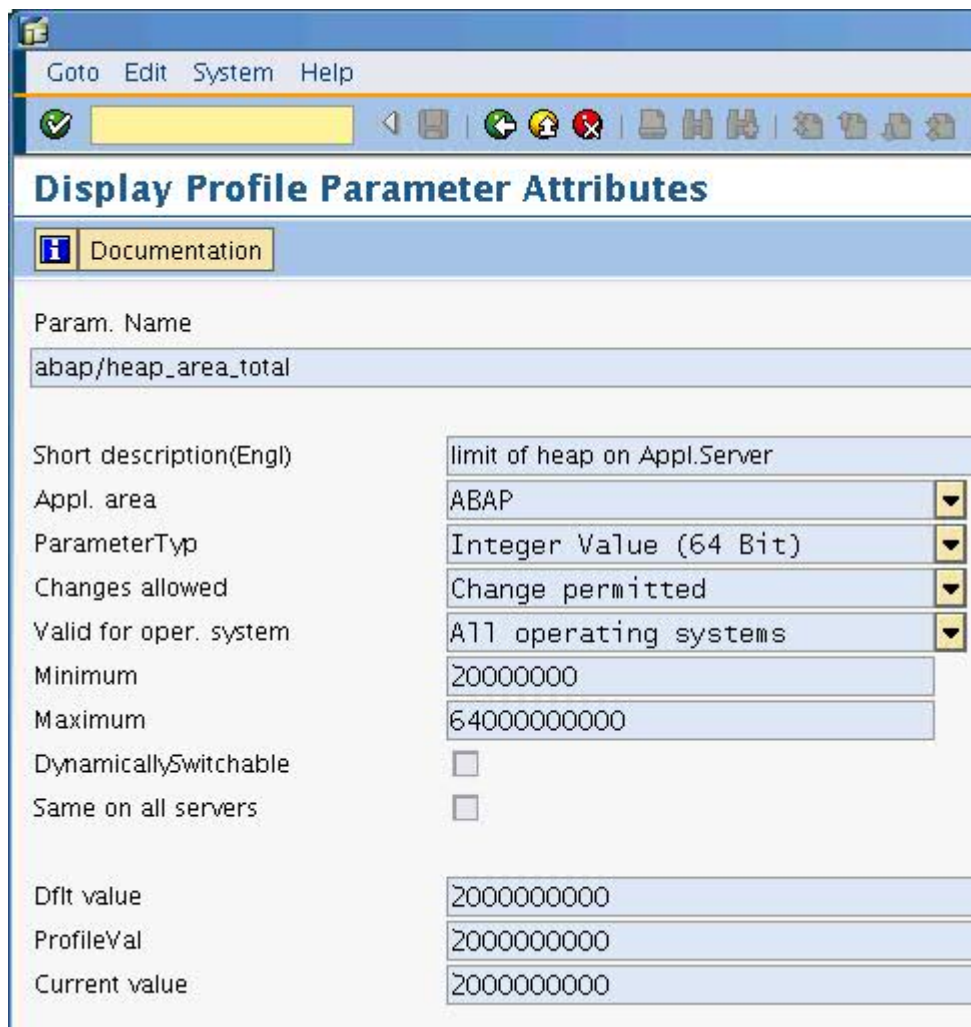 Goto Edit System Help
Display Profile Parameter Attributes
Documentation
Param. Name
abap/heap_area_total
Short description(Engl) limit of heap on Appl.Server
Appl. area ABAP
ParameterTyp Integer Value (64 Bit)
Changes allowed Change permitted
Valid for oper. system All operating systems
Minimum 20000000
Maximum 64000000000
DynamicallySwitchable
Same on all servers
Dflt value 2000000000
ProfileVal 2000000000
Current value 2000000000